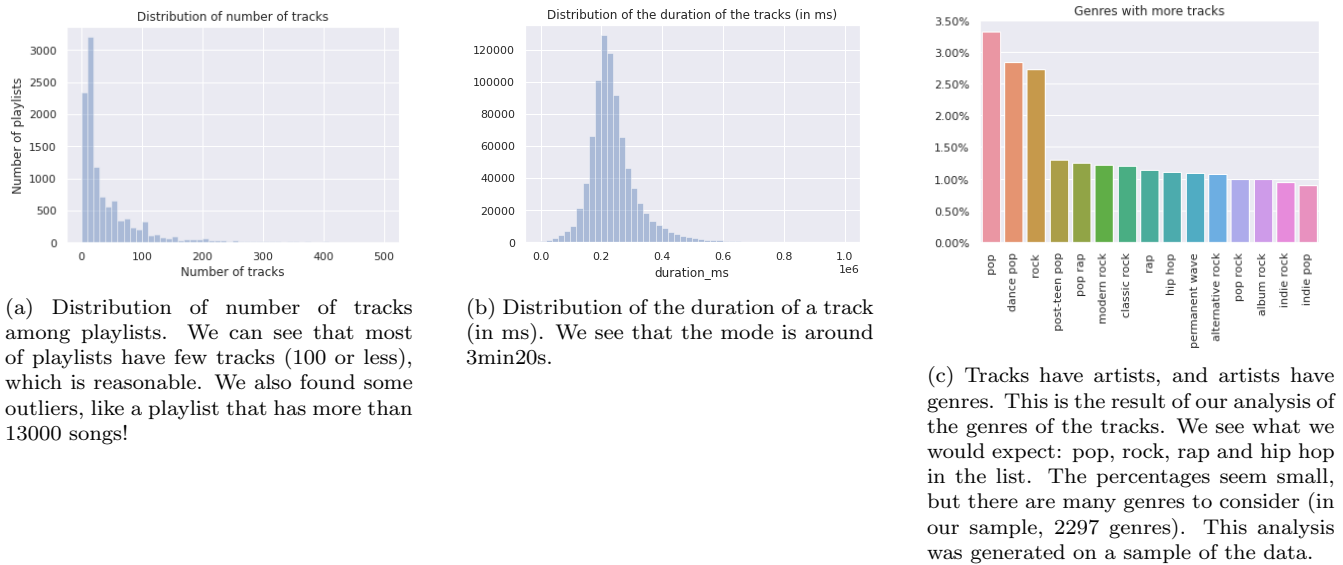 Distribution of number of tracks
3000
2500
2000
1500
1000
500
0
Number of playlists
0 100 200 300 400 500
Number of tracks
(a) Distribution of number of tracks
among playlists. We can see that most
of playlists have few tracks (100 or less),
which is reasonable. We also found some
outliers, like a playlist that has more than
13000 songs!
Distribution of the duration of the tracks (in ms)
120000
100000
80000
60000
40000
20000
0
0.0 0.2 0.4 0.6 0.8 1.0
1e6
duration_ms
(b) Distribution of the duration of a track
(in ms). We see that the mode is around
3min20s.
Genres with more tracks
3.50%
3.00%
2.50%
2.00%
1.50%
1.00%
0.50%
0.00%
pop
dance pop
rock
post-teen pop
pop rap
modern rock
classic rock
rap
hip hop
permanent wave
alternative rock
pop rock
album rock
indie rock
indie pop
(c) Tracks have artists, and artists have
genres. This is the result of our analysis of
the genres of the tracks. We see what we
would expect: pop, rock, rap and hip hop
in the list. The percentages seem small,
but there are many genres to consider (in
our sample, 2297 genres). This analysis
was generated on a sample of the data.